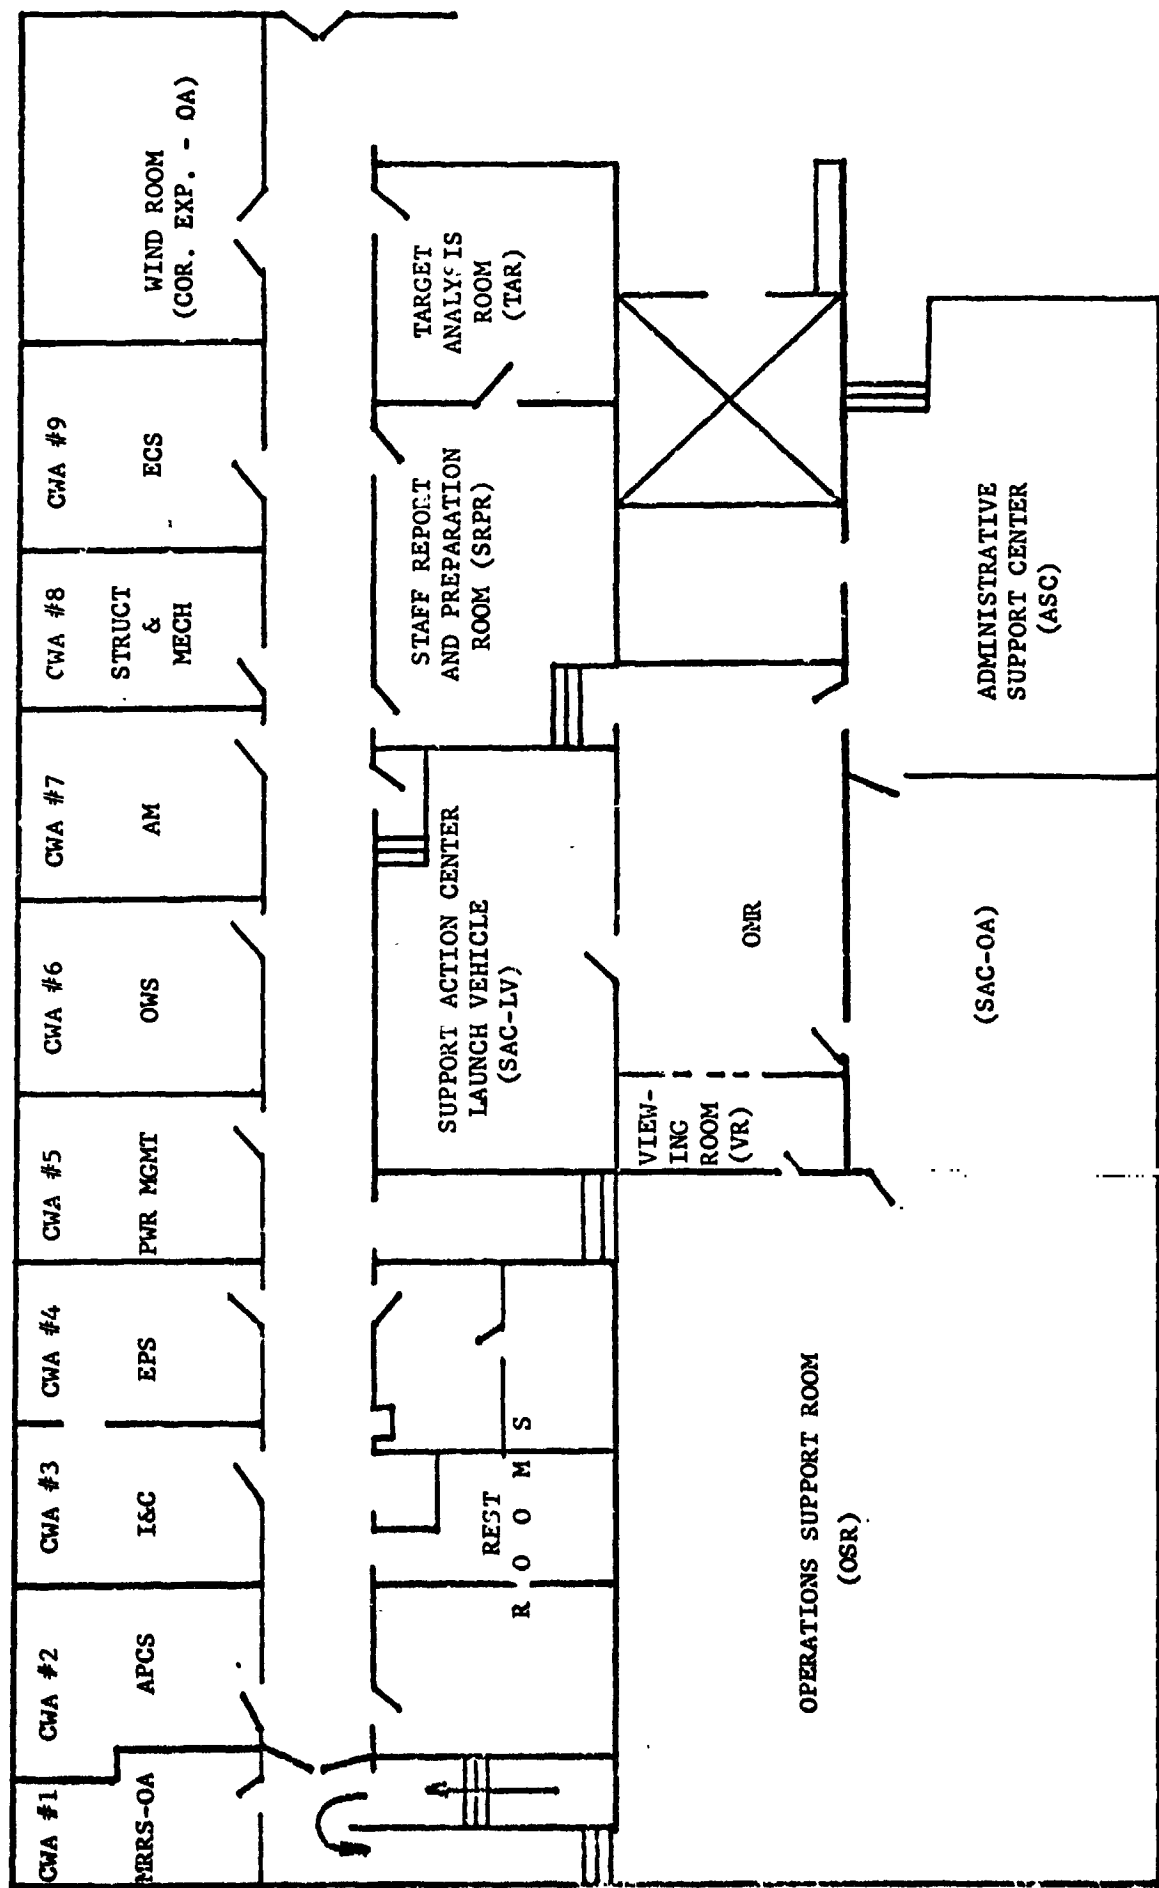 CWA #1
MRRS-OA
CWA #2
APCS
CWA #3
I&C
CWA #4
EPS
CWA #5
PWR MGMT
CWA #6
OWS
CWA #7
AM
CWA #8
STRUCT
&
MECH
CWA #9
ECS
WIND ROOM
(COR. EXP. - OA)
REST
ROOMS
SUPPORT ACTION CENTER
LAUNCH VEHICLE
(SAC-LV)
STAFF REPORT
AND PREPARATION
ROOM (SRPR)
TARGET
ANALYSIS
ROOM
(TAR)
VIEW-
ING
ROOM
(VR)
OMR
OPERATIONS SUPPORT ROOM
(OSR)
(SAC-OA)
ADMINISTRATIVE
SUPPORT CENTER
(ASC)